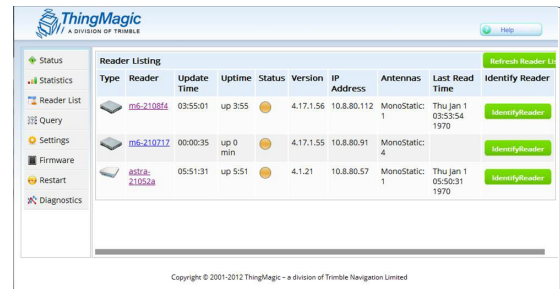 ThingMagic
A DIVISION OF TRIMBLE
Help
Status
Statistics
Reader List
Query
Settings
Firmware
Restart
Diagnostics
Reader Listing
Refresh Reader Lis
Type Reader Update Time Uptime Status Version IP Address Antennas Last Read Time Identify Reader
m6-2108f4 03:55:01 up 3:55 4.17.1.56 10.8.80.112 MonoStatic: 1 Thu Jan 1 03:53:54 1970 IdentifyReader
m6-210717 00:00:35 up 0 min 4.17.1.55 10.8.80.91 MonoStatic: 4 IdentifyReader
astra-21052a 05:51:31 up 5:51 4.1.21 10.8.80.57 MonoStatic: 1 Thu Jan 1 05:50:31 1970 IdentifyReader
Copyright © 2001-2012 ThingMagic – a division of Trimble Navigation Limited